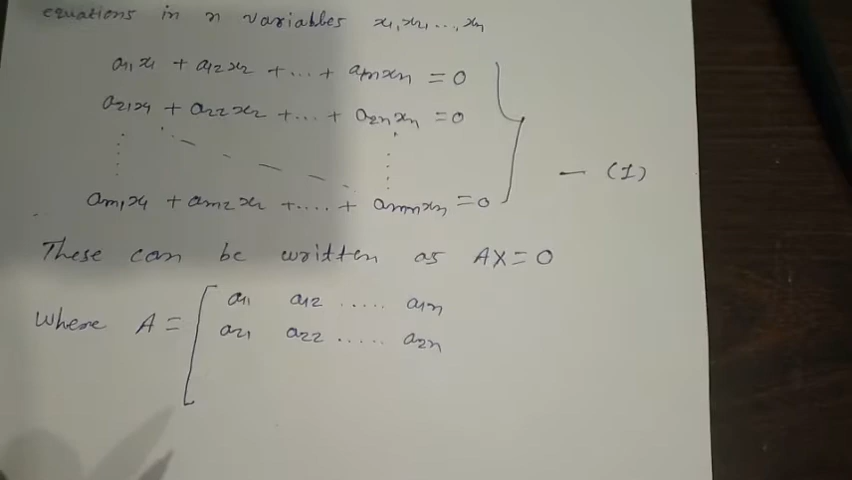 equations in n variables x₁, x₂, ..., xₙ
a₁₁x₁ + a₁₂x₂ + ... + a₁ₙxₙ = 0
a₂₁x₁ + a₂₂x₂ + ... + a₂ₙxₙ = 0
aₘ₁x₁ + aₘ₂x₂ + .... + aₘₙxₙ = 0 — (1)
These can be written as AX = 0
Where A = [ a₁₁ a₁₂ ..... a₁ₙ
a₂₁ a₂₂ ..... a₂ₙ